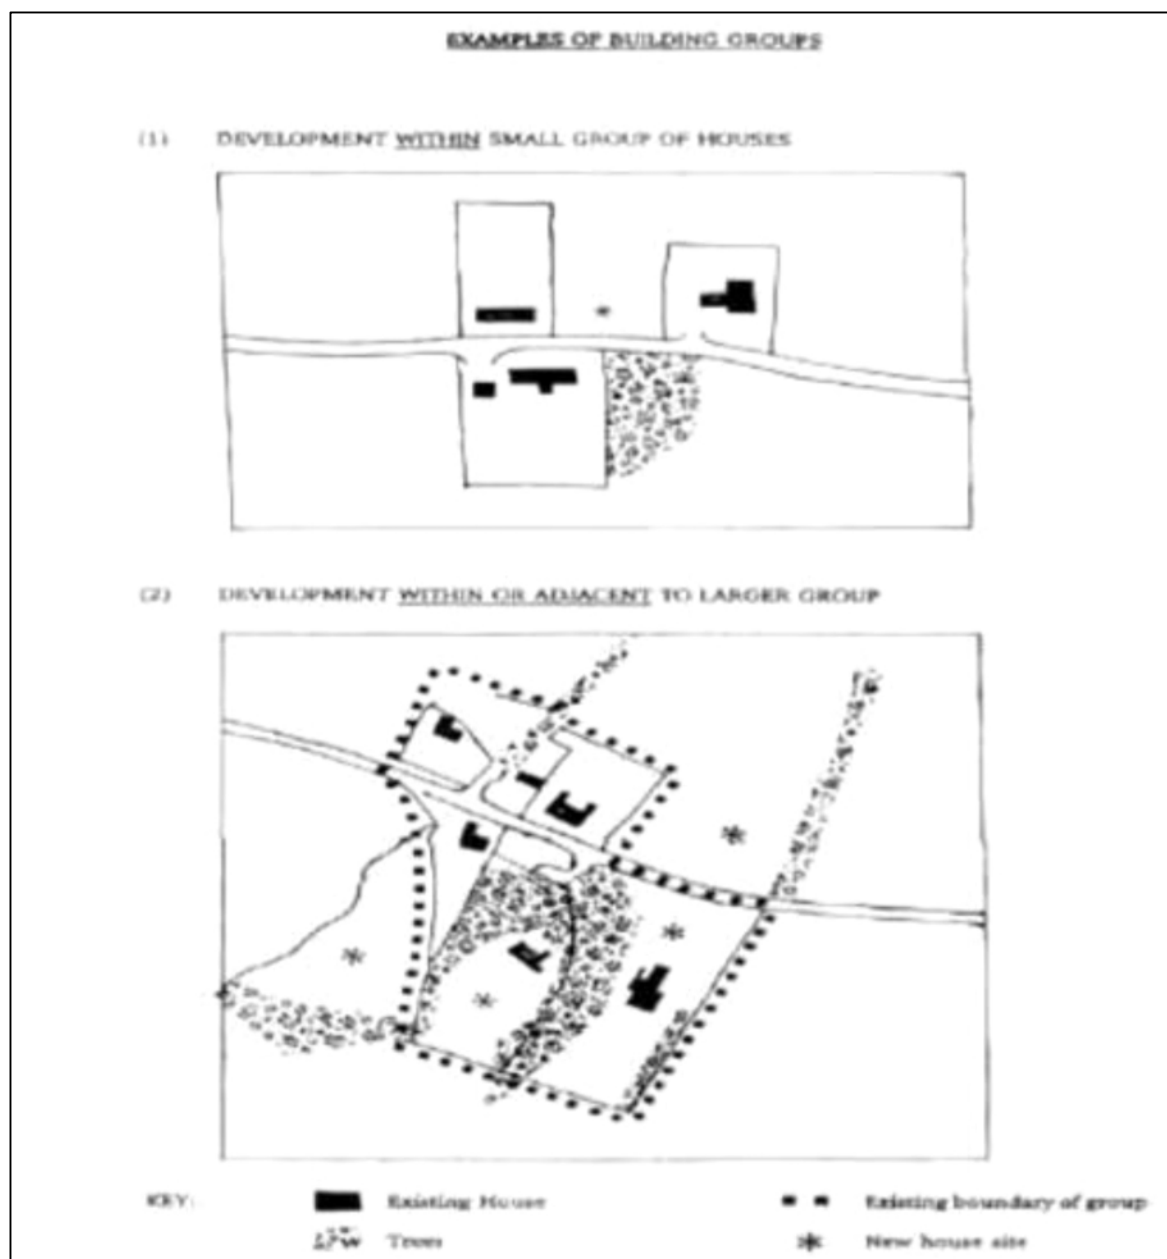 EXAMPLES OF BUILDING GROUPS
(1) DEVELOPMENT WITHIN SMALL GROUP OF HOUSES
(2) DEVELOPMENT WITHIN OR ADJACENT TO LARGER GROUP
KEY:
Existing House
Existing boundary of group
Trees
New house site